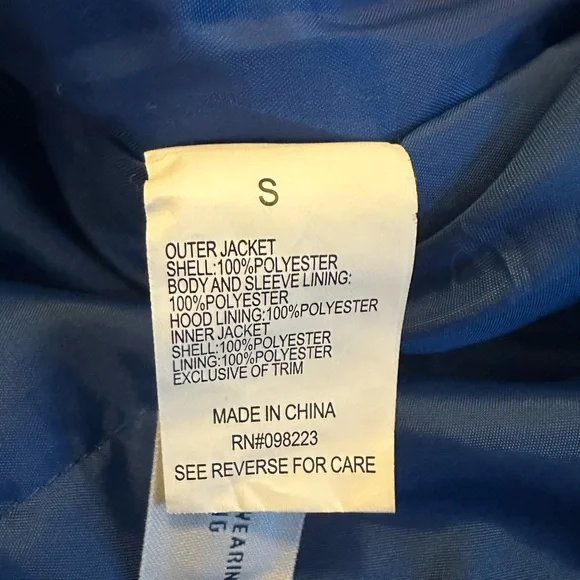 S
OUTER JACKET
SHELL:100%POLYESTER
BODY AND SLEEVE LINING:
100%POLYESTER
HOOD LINING:100%POLYESTER
INNER JACKET
SHELL:100%POLYESTER
LINING:100%POLYESTER
EXCLUSIVE OF TRIM
MADE IN CHINA
RN#098223
SEE REVERSE FOR CARE